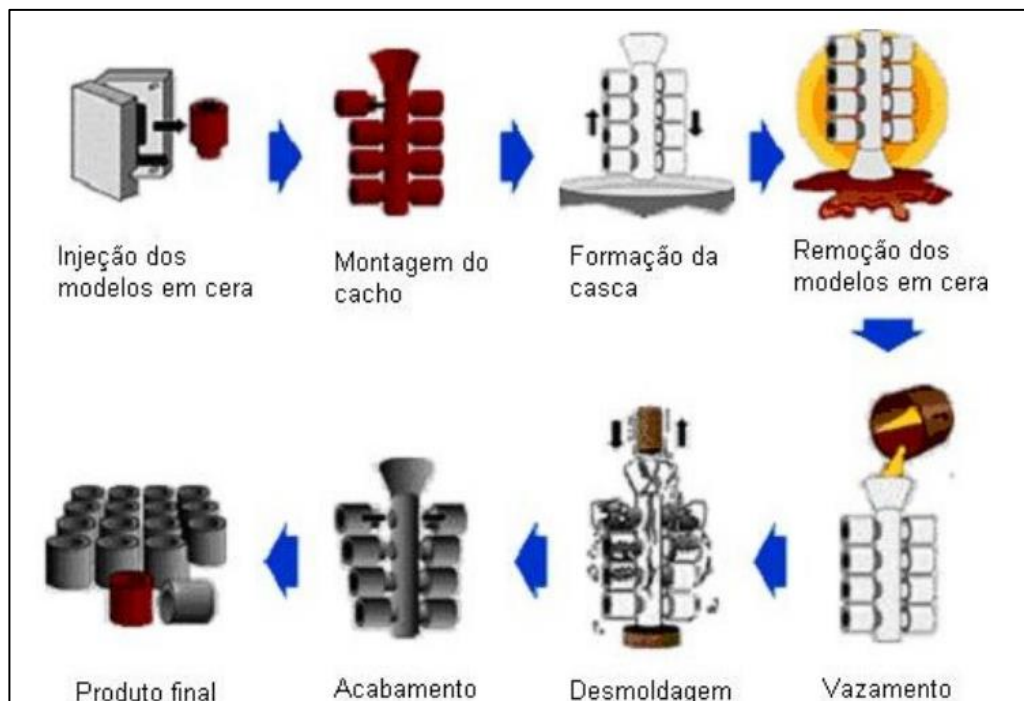 Injeção dos
modelos em cera
Montagem do
cacho
Formação da
casca
Remoção dos
modelos em cera
Vazamento
Desmoldagem
Acabamento
Produto final